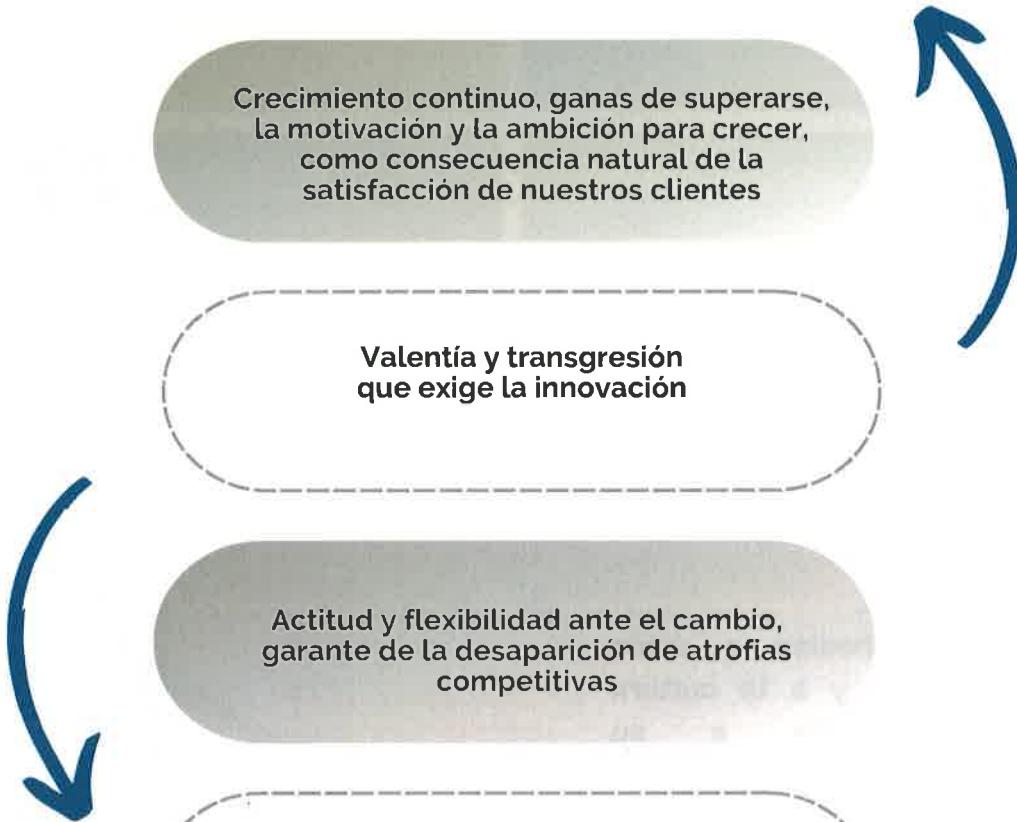 Crecimiento continuo, ganas de superarse,
la motivación y la ambición para crecer,
como consecuencia natural de la
satisfacción de nuestros clientes
Valentía y transgresión
que exige la innovación
Actitud y flexibilidad ante el cambio,
garante de la desaparición de atrofias
competitivas